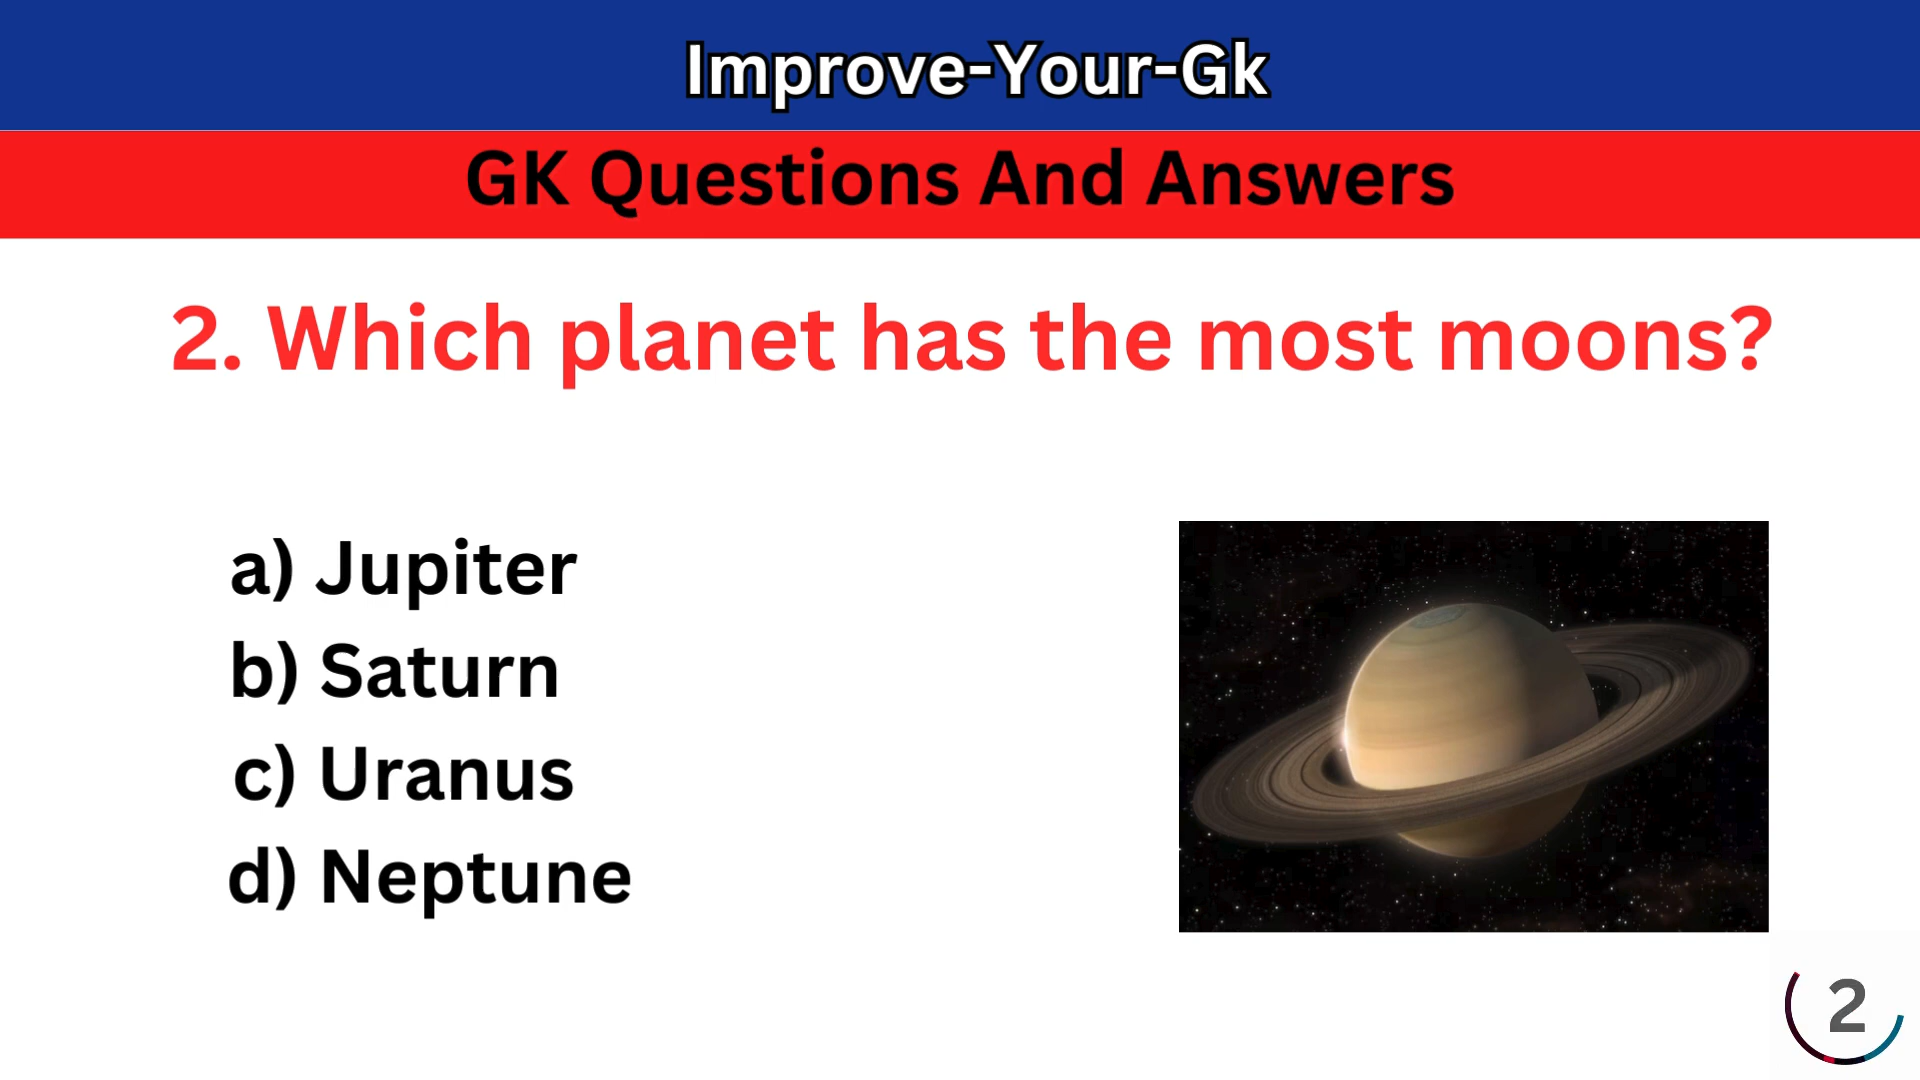 Improve-Your-Gk
GK Questions And Answers
2. Which planet has the most moons?
a) Jupiter
b) Saturn
c) Uranus
d) Neptune
2